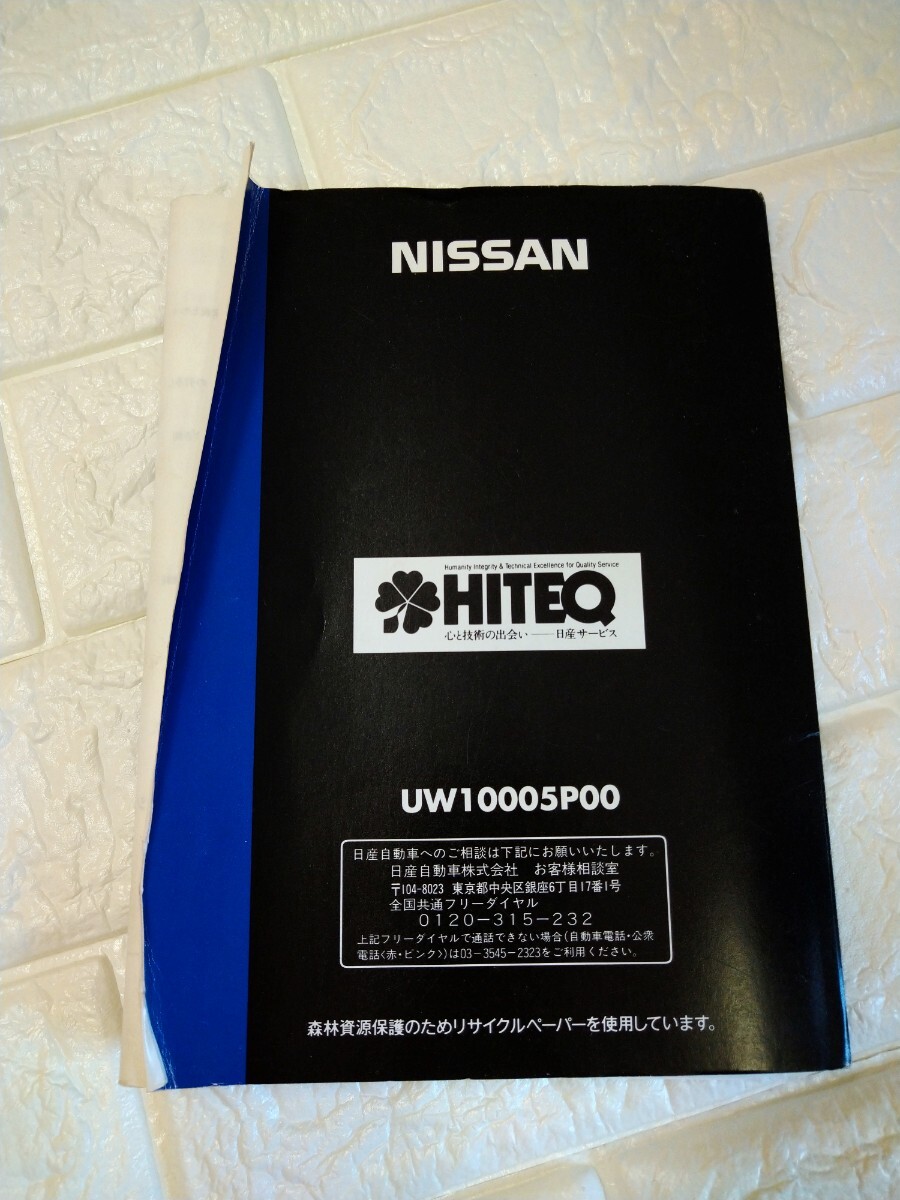 NISSAN
Humanity Integrity & Technical Excellence for Quality Service
HITEQ
心と技術の出会い――日産サービス
UW10005P00
日産自動車へのご相談は下記にお願いいたします。
日産自動車株式会社 お客様相談室
〒104-8023 東京都中央区銀座6丁目17番1号
全国共通フリーダイヤル
0120-315-232
上記フリーダイヤルで通話できない場合(自動車電話・公衆
電話<赤・ピンク>)は03-3545-2323をご利用ください。
森林資源保護のためリサイクルペーパーを使用しています。